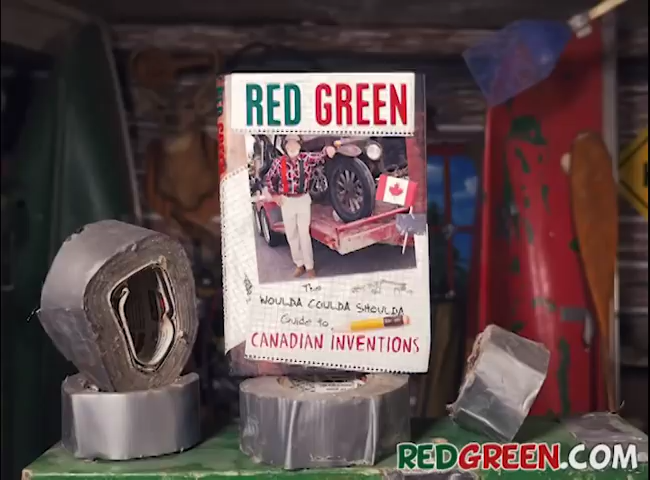 RED GREEN
The
WOULDA COULDA SHOULDA
Guide to
CANADIAN INVENTIONS
REDGREEN.COM